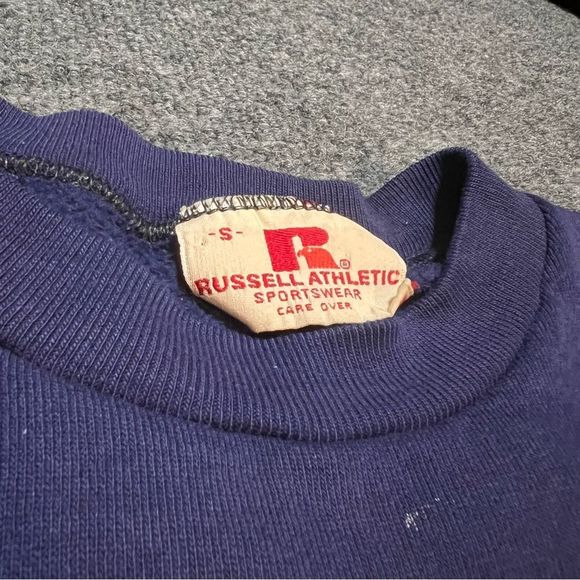 -S-
R®
RUSSELL ATHLETIC
SPORTSWEAR
CARE OVER